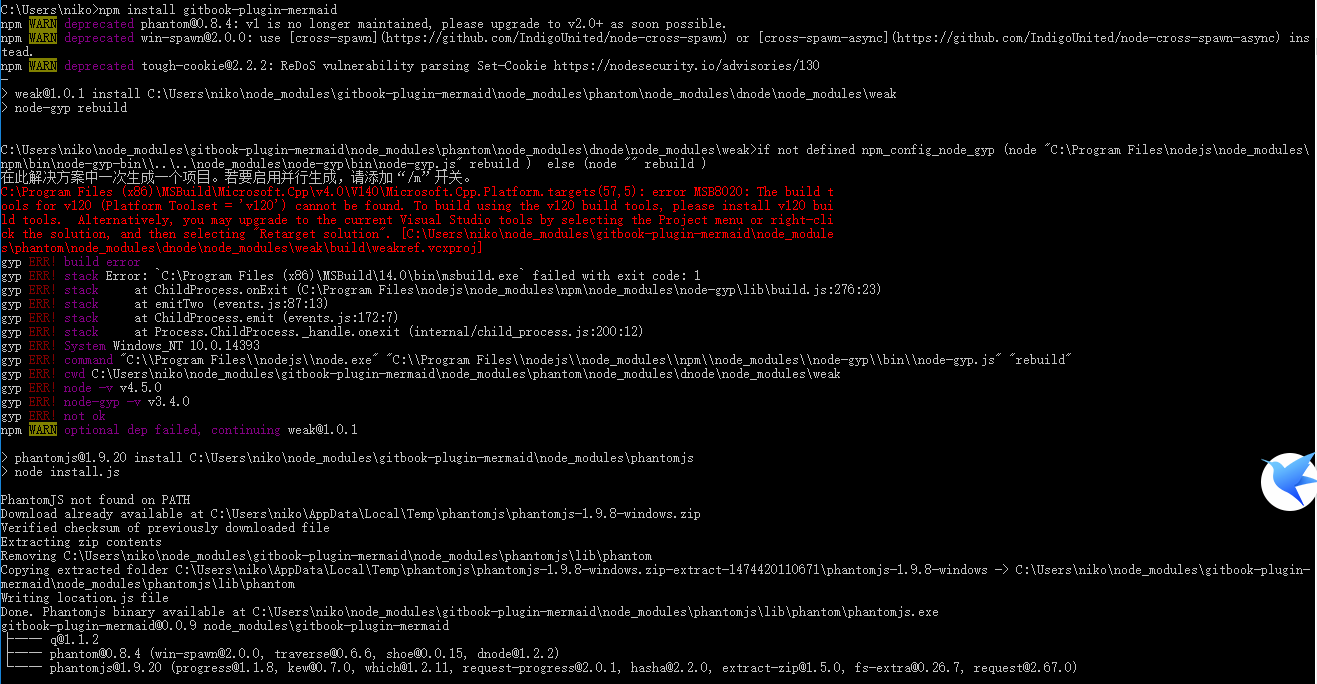 C:\Users\niko>npm install gitbook-plugin-mermaid
npm WARN deprecated phantom@0.8.4: v1 is no longer maintained, please upgrade to v2.0+ as soon possible.
npm WARN deprecated win-spawn@2.0.0: use [cross-spawn](https://github.com/IndigoUnited/node-cross-spawn) or [cross-spawn-async](https://github.com/IndigoUnited/node-cross-spawn-async) ins
tead.
npm WARN deprecated tough-cookie@2.2.2: ReDoS vulnerability parsing Set-Cookie https://nodesecurity.io/advisories/130
-
> weak@1.0.1 install C:\Users\niko\node_modules\gitbook-plugin-mermaid\node_modules\phantom\node_modules\dnode\node_modules\weak
> node-gyp rebuild
C:\Users\niko\node_modules\gitbook-plugin-mermaid\node_modules\phantom\node_modules\dnode\node_modules\weak>if not defined npm_config_node_gyp (node "C:\Program Files\nodejs\node_modules\
npm\bin\node-gyp-bin\\..\..\node_modules\node-gyp\bin\node-gyp.js" rebuild )  else (node "" rebuild )
在此解决方案中一次生成一个项目。若要启用并行生成，请添加“/m”开关。
C:\Program Files (x86)\MSBuild\Microsoft.Cpp\v4.0\V140\Microsoft.Cpp.Platform.targets(57,5): error MSB8020: The build t
ools for v120 (Platform Toolset = 'v120') cannot be found. To build using the v120 build tools, please install v120 bui
ld tools.  Alternatively, you may upgrade to the current Visual Studio tools by selecting the Project menu or right-cli
ck the solution, and then selecting "Retarget solution". [C:\Users\niko\node_modules\gitbook-plugin-mermaid\node_module
s\phantom\node_modules\dnode\node_modules\weak\build\weakref.vcxproj]
gyp ERR! build error
gyp ERR! stack Error: `C:\Program Files (x86)\MSBuild\14.0\bin\msbuild.exe` failed with exit code: 1
gyp ERR! stack     at ChildProcess.onExit (C:\Program Files\nodejs\node_modules\npm\node_modules\node-gyp\lib\build.js:276:23)
gyp ERR! stack     at emitTwo (events.js:87:13)
gyp ERR! stack     at ChildProcess.emit (events.js:172:7)
gyp ERR! stack     at Process.ChildProcess._handle.onexit (internal/child_process.js:200:12)
gyp ERR! System Windows_NT 10.0.14393
gyp ERR! command "C:\\Program Files\\nodejs\\node.exe" "C:\\Program Files\\nodejs\\node_modules\\npm\\node_modules\\node-gyp\\bin\\node-gyp.js" "rebuild"
gyp ERR! cwd C:\Users\niko\node_modules\gitbook-plugin-mermaid\node_modules\phantom\node_modules\dnode\node_modules\weak
gyp ERR! node -v v4.5.0
gyp ERR! node-gyp -v v3.4.0
gyp ERR! not ok
npm WARN optional dep failed, continuing weak@1.0.1
> phantomjs@1.9.20 install C:\Users\niko\node_modules\gitbook-plugin-mermaid\node_modules\phantomjs
> node install.js
PhantomJS not found on PATH
Download already available at C:\Users\niko\AppData\Local\Temp\phantomjs\phantomjs-1.9.8-windows.zip
Verified checksum of previously downloaded file
Extracting zip contents
Removing C:\Users\niko\node_modules\gitbook-plugin-mermaid\node_modules\phantomjs\lib\phantom
Copying extracted folder C:\Users\niko\AppData\Local\Temp\phantomjs\phantomjs-1.9.8-windows.zip-extract-1474420110671\phantomjs-1.9.8-windows -> C:\Users\niko\node_modules\gitbook-plugin-
mermaid\node_modules\phantomjs\lib\phantom
Writing location.js file
Done. Phantomjs binary available at C:\Users\niko\node_modules\gitbook-plugin-mermaid\node_modules\phantomjs\lib\phantom\phantomjs.exe
gitbook-plugin-mermaid@0.0.9 node_modules\gitbook-plugin-mermaid
├── q@1.1.2
├── phantom@0.8.4 (win-spawn@2.0.0, traverse@0.6.6, shoe@0.0.15, dnode@1.2.2)
└── phantomjs@1.9.20 (progress@1.1.8, kew@0.7.0, which@1.2.11, request-progress@2.0.1, hasha@2.2.0, extract-zip@1.5.0, fs-extra@0.26.7, request@2.67.0)